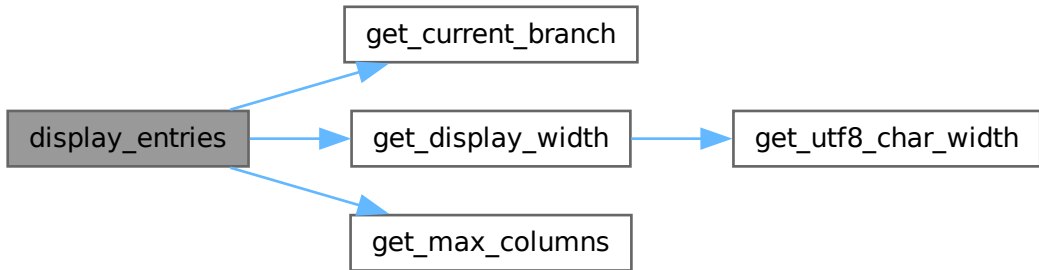 get_current_branch
display_entries
get_display_width
get_utf8_char_width
get_max_columns